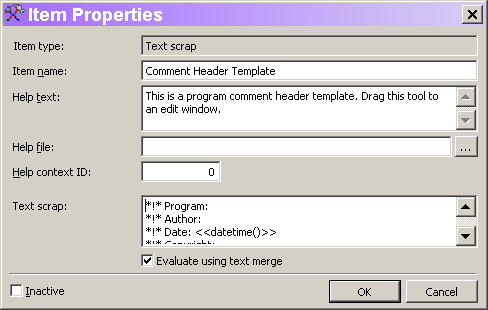 Item Properties
Item type: Text scrap
Item name: Comment Header Template
Help text: This is a program comment header template. Drag this tool to
an edit window.
Help file: ...
Help context ID: 0
Text scrap: *!* Program:
*!* Author:
*!* Date: <<datetime()>>
*!* Copyright:
Evaluate using text merge
Inactive
OK Cancel